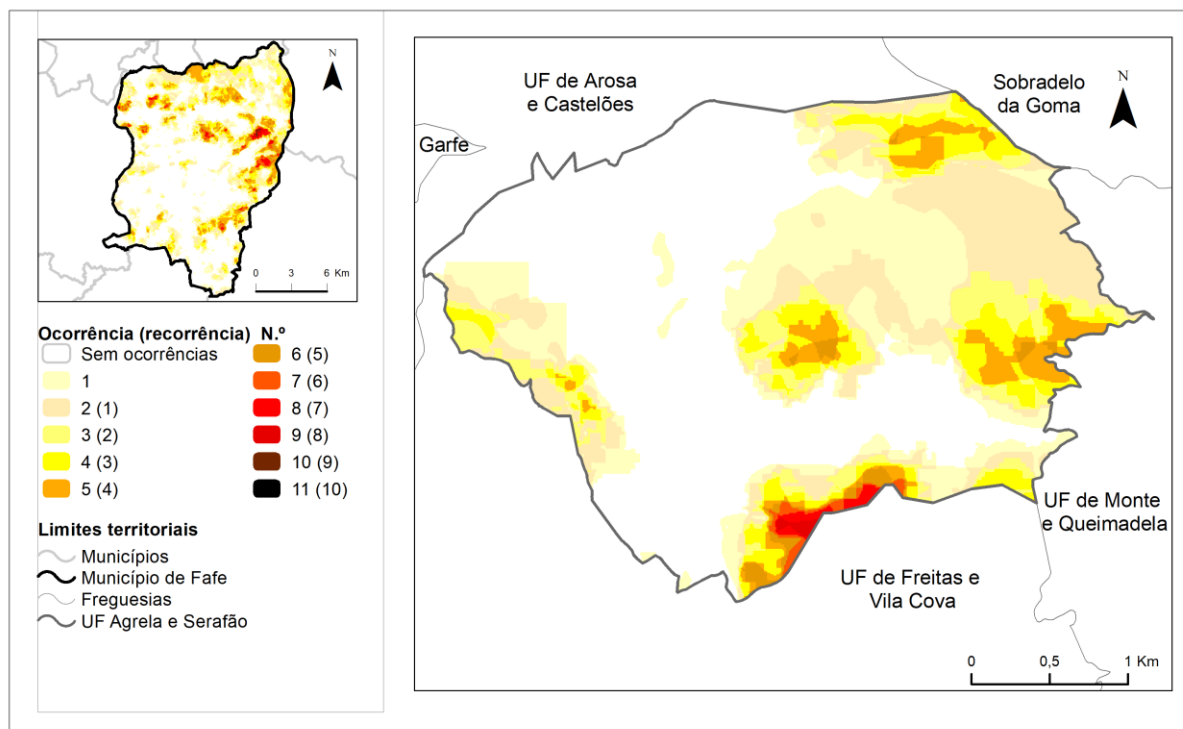 N
0 3 6 Km
Ocorrência (recorrência) N.º
Sem ocorrências
1
2 (1)
3 (2)
4 (3)
5 (4)
6 (5)
7 (6)
8 (7)
9 (8)
10 (9)
11 (10)
Limites territoriais
Municípios
Município de Fafe
Freguesias
UF Agrela e Serafão
UF de Arosa
e Castelões
Sobradelo
da Goma
N
Garfe
UF de Monte
e Queimadela
UF de Freitas e
Vila Cova
0 0,5 1 Km